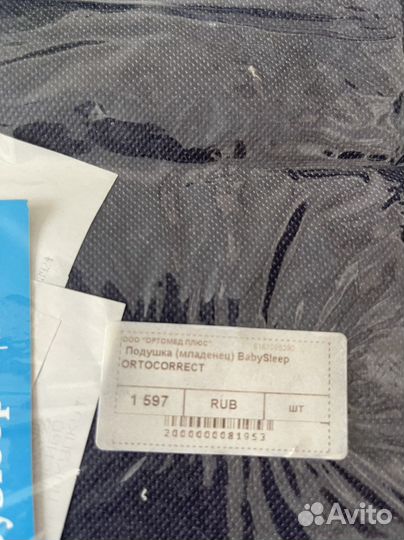 ООО "ОРТОМЕД ПЛЮС"
Подушка (младенец) BabySleep
ORTOCORRECT
1 597 RUB шт
2000000081953
Avito